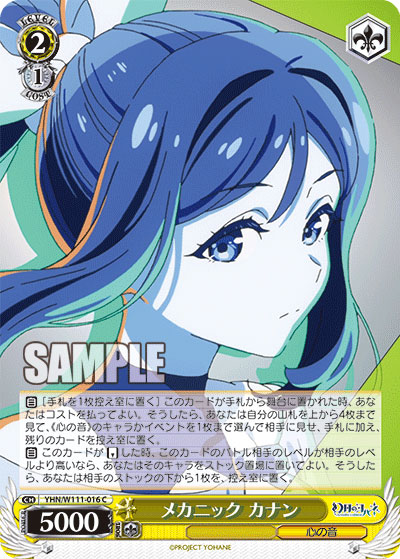 LEVEL
2
1
COST
SAMPLE
自 [手札を1枚控え室に置く] このカードが手札から舞台に置かれた時、あな
たはコストを払ってよい。そうしたら、あなたは自分の山札を上から4枚まで
見て、《心の音》のキャラかイベントを1枚まで選んで相手に見せ、手札に加え、
残りのカードを控え室に置く。
自 このカードが した時、このカードのバトル相手のレベルが相手のレ
ベルより高いなら、あなたはそのキャラをストック置場に置いてよい。そうし
たら、あなたは相手のストックの下から1枚を、控え室に置く。
CH YHN/W111-016 C
メカニック カナン
5000
心の音
©PROJECT YOHANE